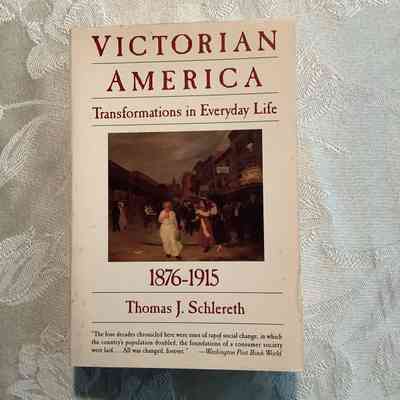 VICTORIAN
AMERICA
Transformations in Everyday Life
1876-1915
Thomas J. Schlereth
"The four decades chronicled here were ones of rapid social change, in which
the country's population doubled, the foundations of a consumer society
were laid. . . . All was changed, forever." —Washington Post Book World